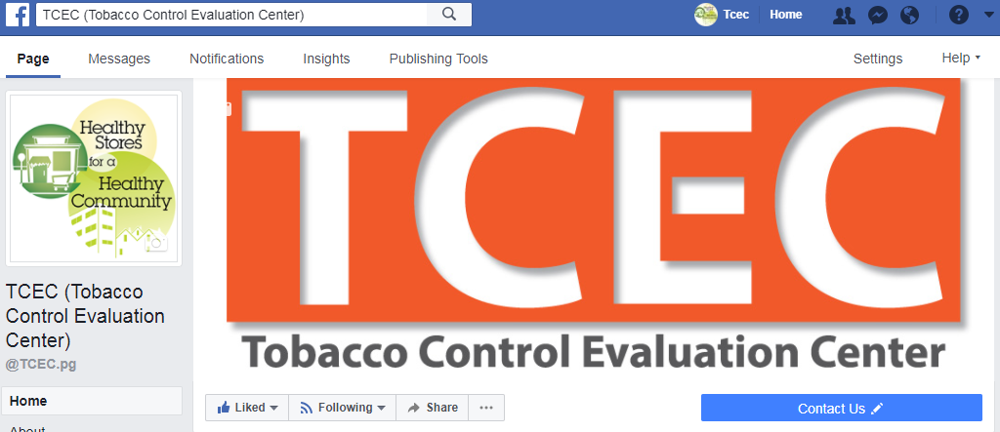 TCEC (Tobacco Control Evaluation Center)
Tcec
Home
Page
Messages
Notifications
Insights
Publishing Tools
Settings
Help
Healthy
Stores
for a
Healthy
Community
TCEC (Tobacco
Control Evaluation
Center)
@TCEC.pg
Home
About
TCEC
Tobacco Control Evaluation Center
Liked
Following
Share
Contact Us